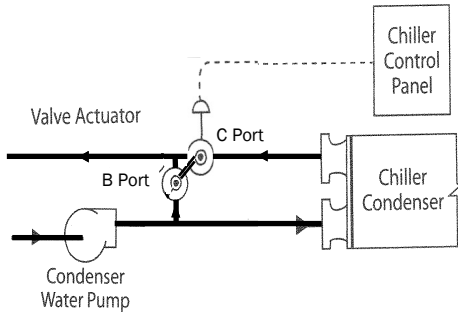 Chiller
Control
Panel
Valve Actuator
C Port
B Port
Chiller
Condenser
Condenser
Water Pump